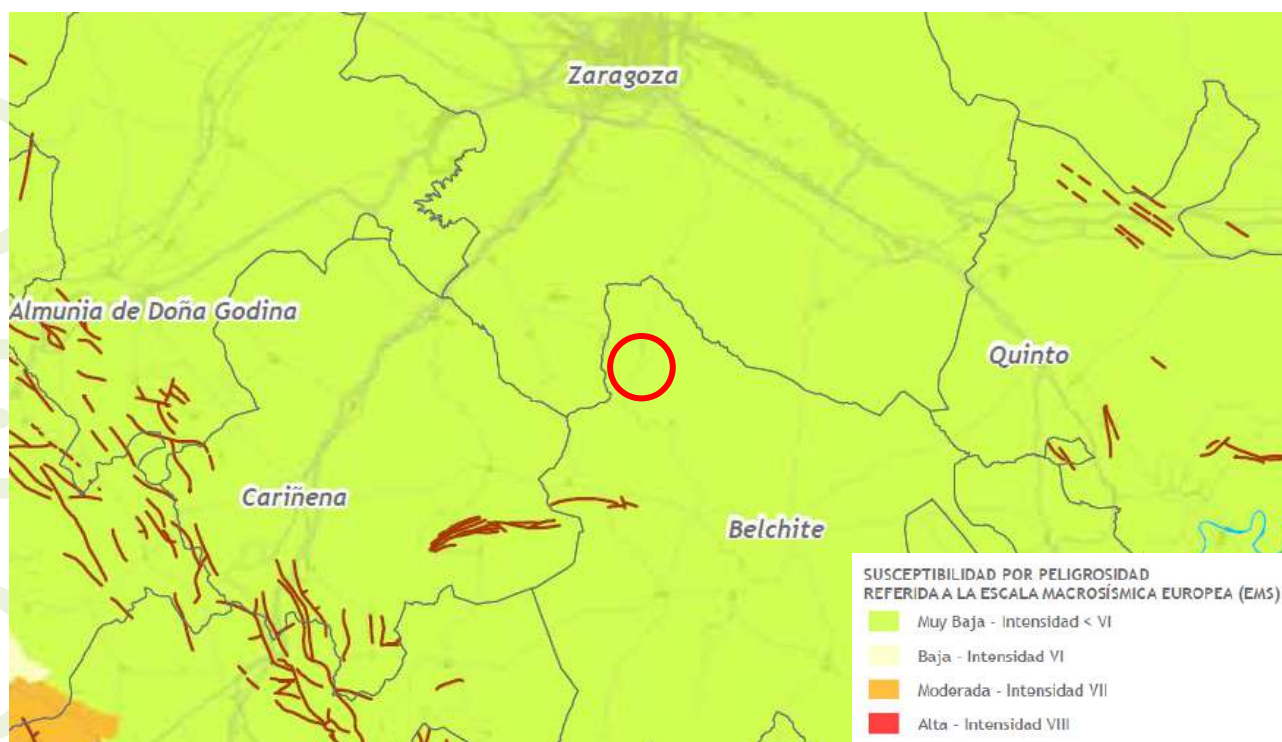 Zaragoza
Almunia de Doña Godina
Quinto
Cariñena
Belchite
SUSCEPTIBILIDAD POR PELIGROSIDAD
REFERIDA A LA ESCALA MACROSÍSMICA EUROPEA (EMS)
Muy Baja - Intensidad < VI
Baja - Intensidad VI
Moderada - Intensidad VII
Alta - Intensidad VIII